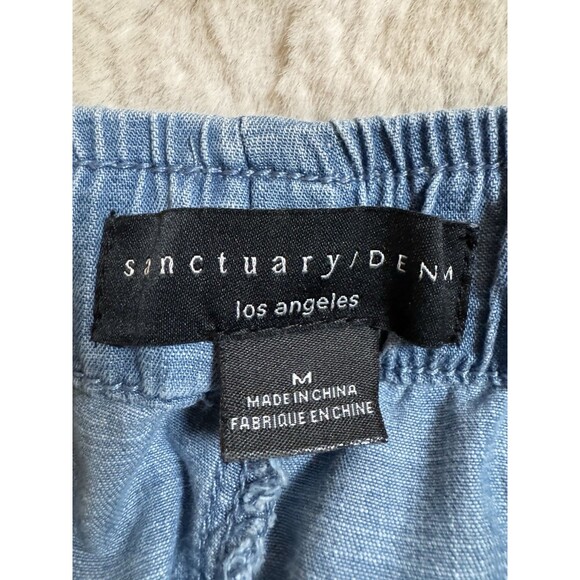 sanctuary/DENM
los angeles
M
MADE IN CHINA
FABRIQUE EN CHINE